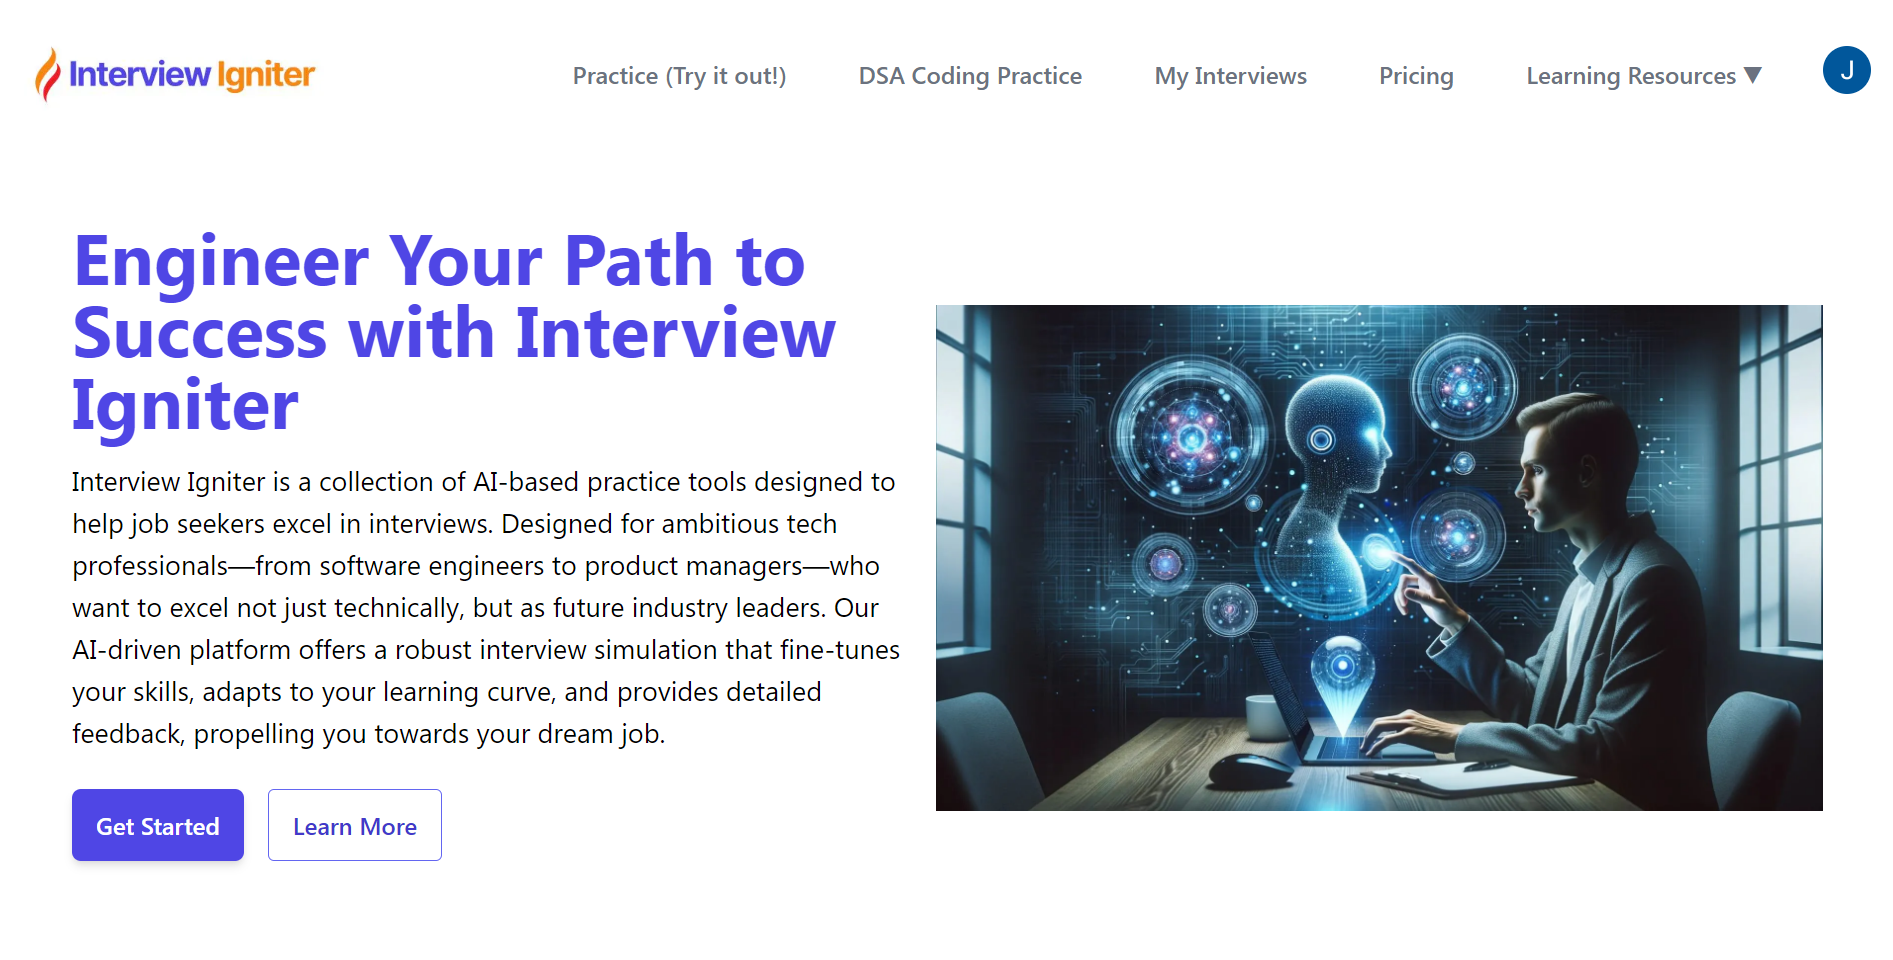 Interview Igniter
Practice (Try it out!)
DSA Coding Practice
My Interviews
Pricing
Learning Resources ▼
J
Engineer Your Path to
Success with Interview
Igniter
Interview Igniter is a collection of AI-based practice tools designed to
help job seekers excel in interviews. Designed for ambitious tech
professionals—from software engineers to product managers—who
want to excel not just technically, but as future industry leaders. Our
AI-driven platform offers a robust interview simulation that fine-tunes
your skills, adapts to your learning curve, and provides detailed
feedback, propelling you towards your dream job.
Get Started
Learn More